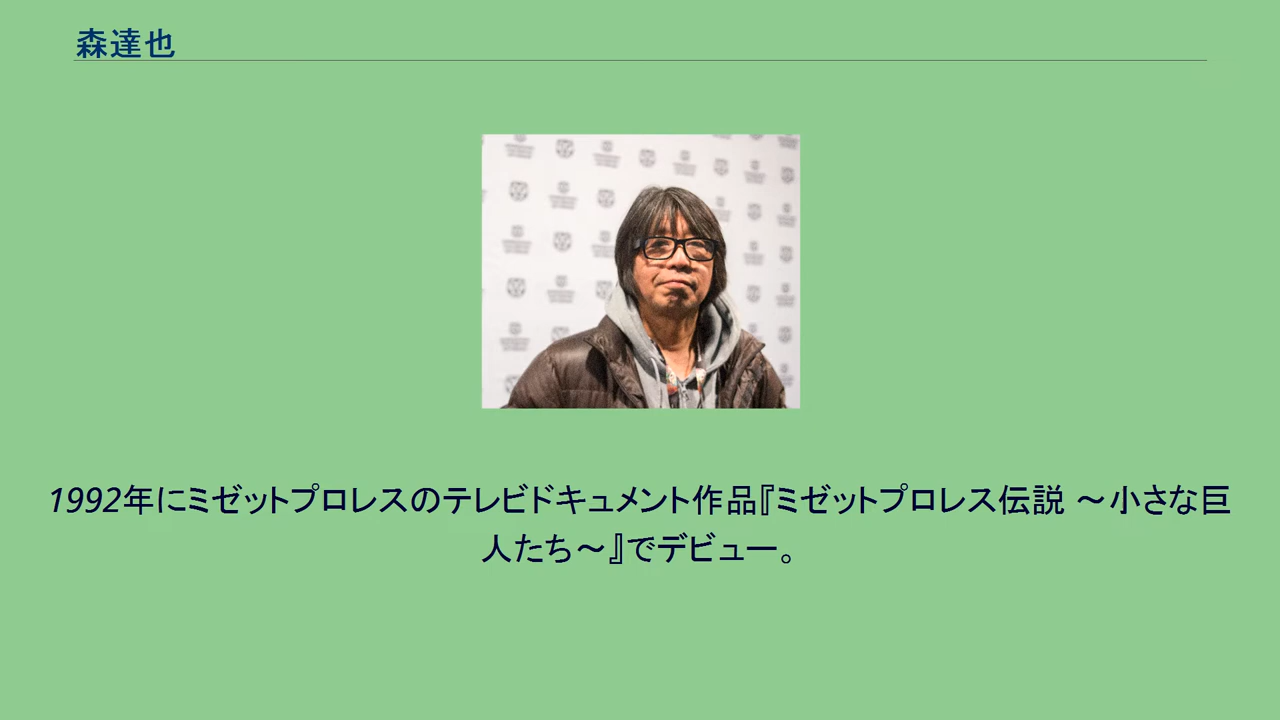 森達也
1992年にミゼットプロレスのテレビドキュメント作品『ミゼットプロレス伝説 ～小さな巨
人たち～』でデビュー。